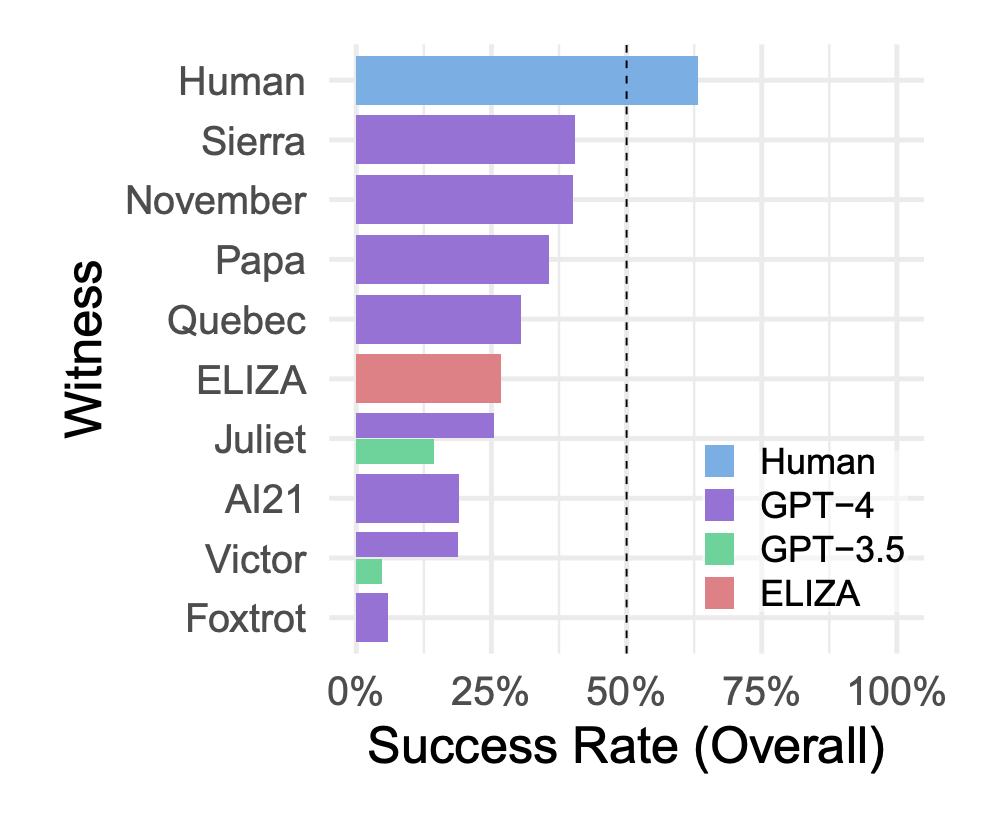 Witness
Human
Sierra
November
Papa
Quebec
ELIZA
Juliet
AI21
Victor
Foxtrot
Human
GPT−4
GPT−3.5
ELIZA
0% 25% 50% 75% 100%
Success Rate (Overall)